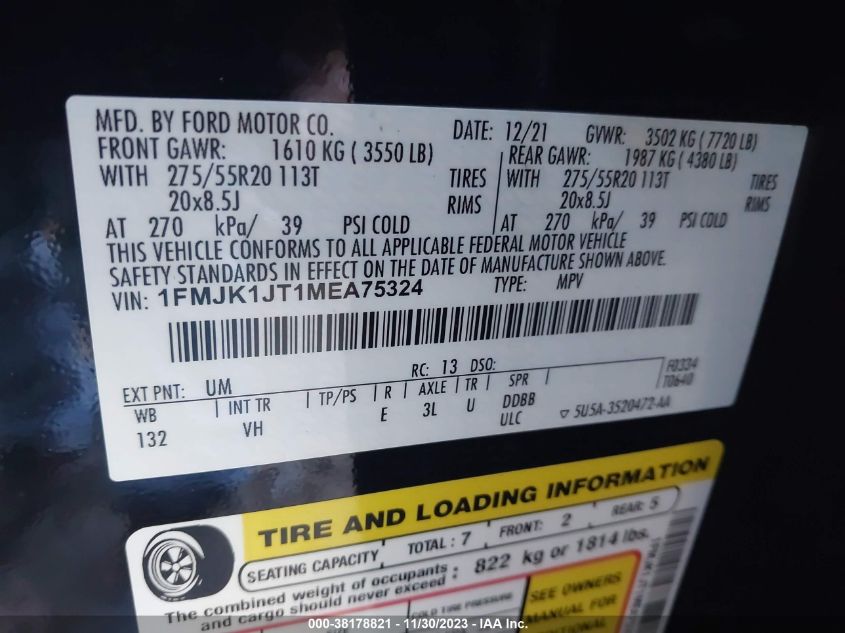 MFD. BY FORD MOTOR CO.
DATE: 12/21 GVWR: 3502 KG ( 7720 LB)
FRONT GAWR: 1610 KG ( 3550 LB)
WITH 275/55R20 113T TIRES
20x8.5J RIMS
AT 270 kPa/ 39 PSI COLD
REAR GAWR: 1987 KG ( 4380 LB)
WITH 275/55R20 113T TIRES
20x8.5J RIMS
AT 270 kPa/ 39 PSI COLD
THIS VEHICLE CONFORMS TO ALL APPLICABLE FEDERAL MOTOR VEHICLE
SAFETY STANDARDS IN EFFECT ON THE DATE OF MANUFACTURE SHOWN ABOVE.
VIN: 1FMJK1JT1MEA75324 TYPE: MPV
EXT PNT: UM RC: 13 DSO: F0334
T0640
WB INT TR TP/PS R AXLE TR SPR
132 VH E 3L U DDBB
ULC ▽ 5U5A-3520472-AA
TIRE AND LOADING INFORMATION
SEATING CAPACITY TOTAL : 7 FRONT: 2 REAR: 5
The combined weight of occupants
and cargo should never exceed : 822 kg or 1814 lbs.
COLD TIRE PRESSURE
SEE OWNERS
MANUAL FOR
000-38178821 - 11/30/2023 - IAA Inc.